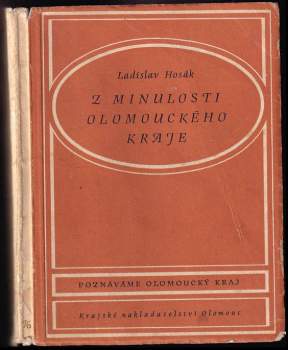 Ladislav Hosák
Z MINULOSTI
OLOMOUCKÉHO
KRAJE
POZNÁVÁME OLOMOUCKÝ KRAJ
Krajské nakladatelství Olomouc